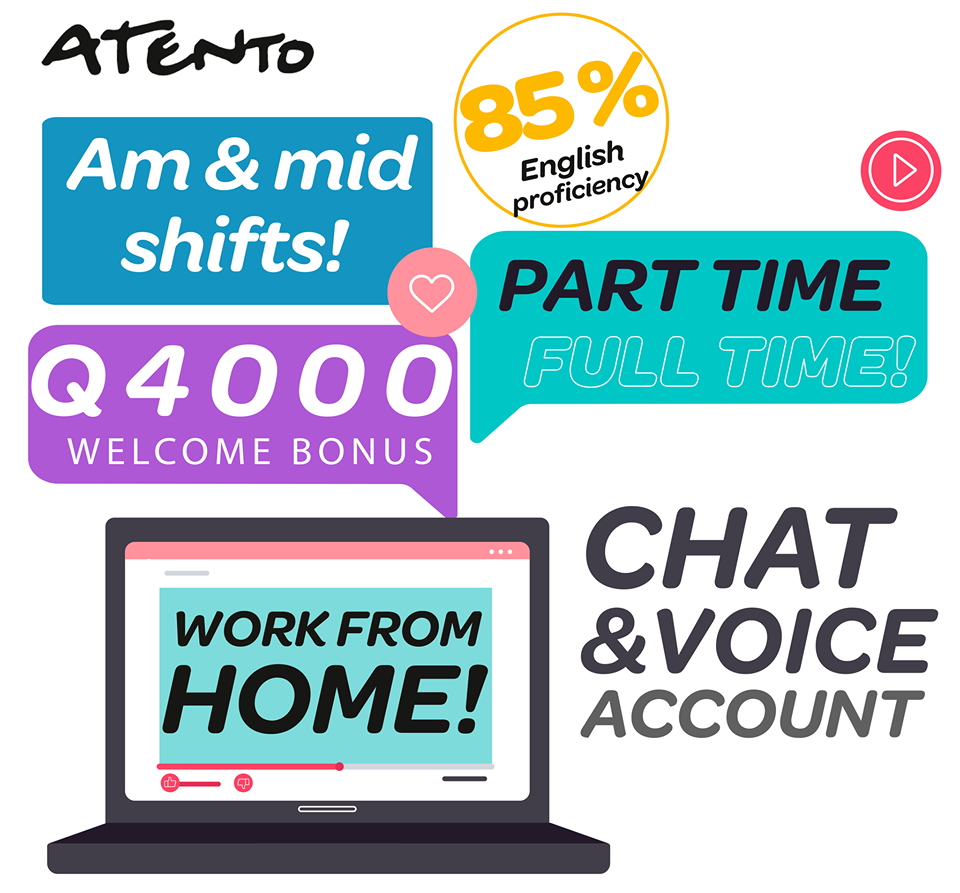 ATENTO
85%
English
proficiency
Am & mid
shifts!
PART TIME
FULL TIME!
Q4000
WELCOME BONUS
WORK FROM
HOME!
CHAT
&VOICE
ACCOUNT